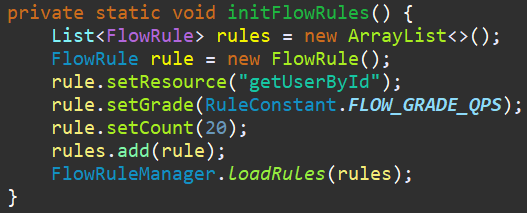 private static void initFlowRules() {
    List<FlowRule> rules = new ArrayList<>();
    FlowRule rule = new FlowRule();
    rule.setResource("getUserById");
    rule.setGrade(RuleConstant.FLOW_GRADE_QPS);
    rule.setCount(20);
    rules.add(rule);
    FlowRuleManager.loadRules(rules);
}